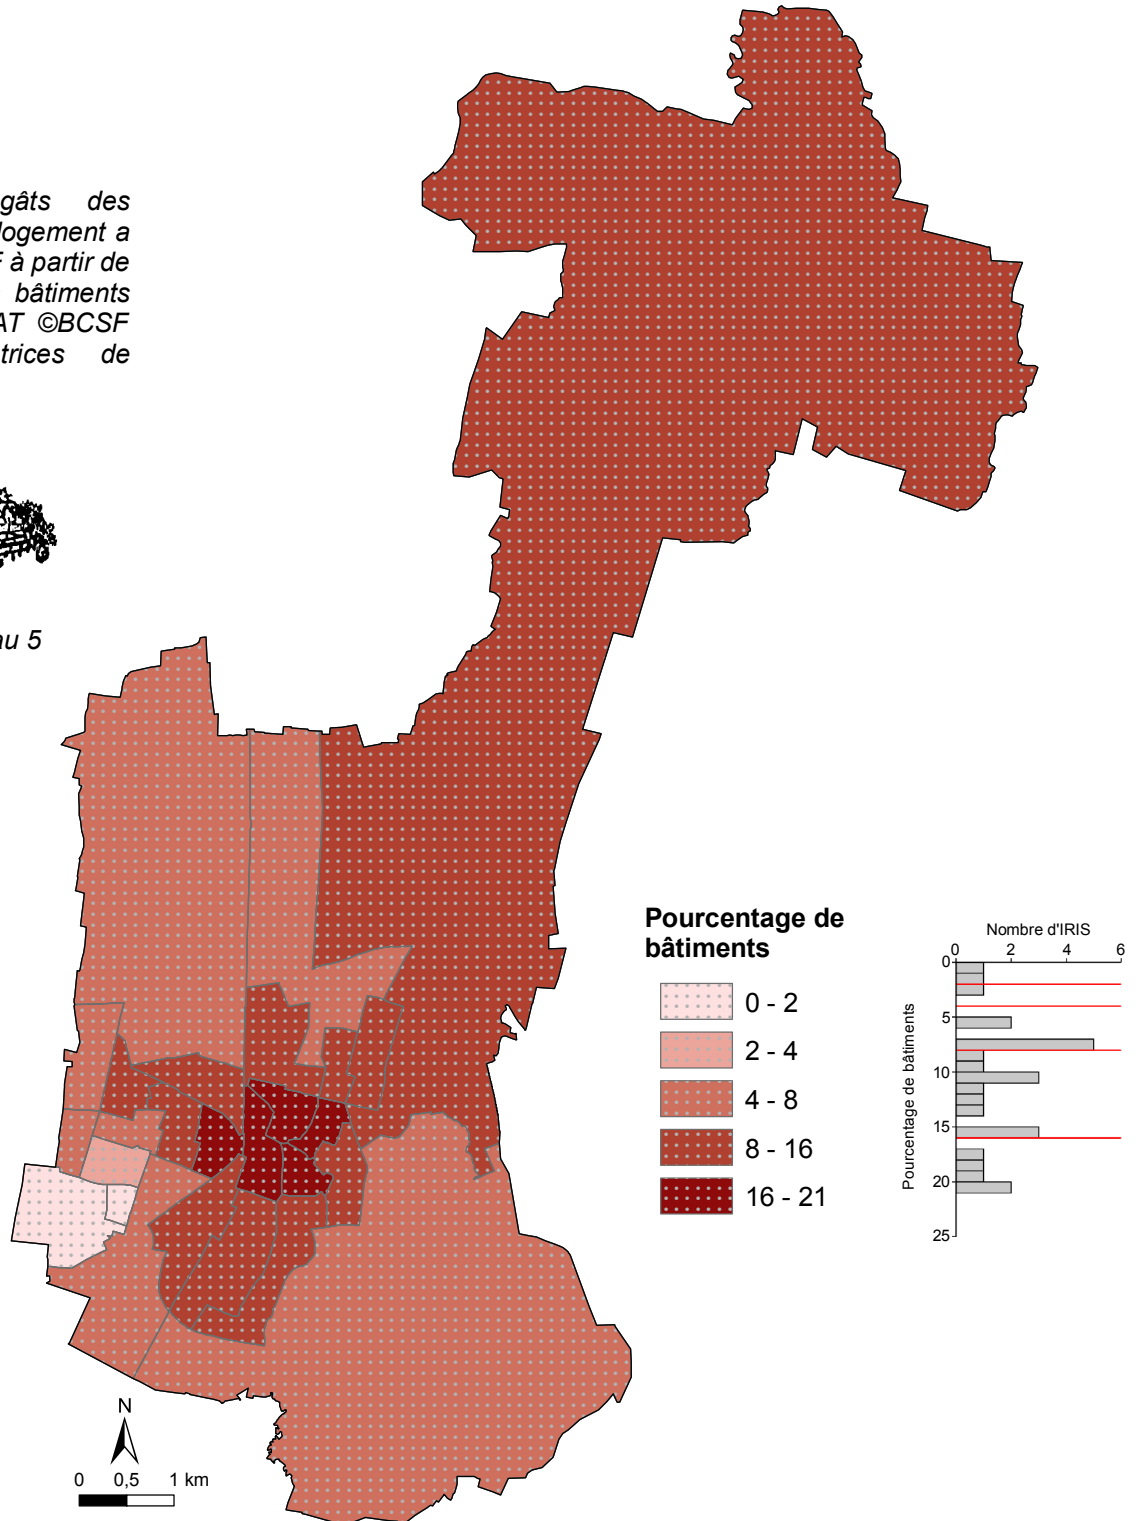 gâts des
logement a
à partir de
bâtiments
AT ©BCSF
trices de
au 5
Pourcentage de
bâtiments
0 - 2
2 - 4
4 - 8
8 - 16
16 - 21
Nombre d'IRIS
0 2 4 6
0
5
10
15
20
25
Pourcentage de bâtiments
N
0 0,5 1 km